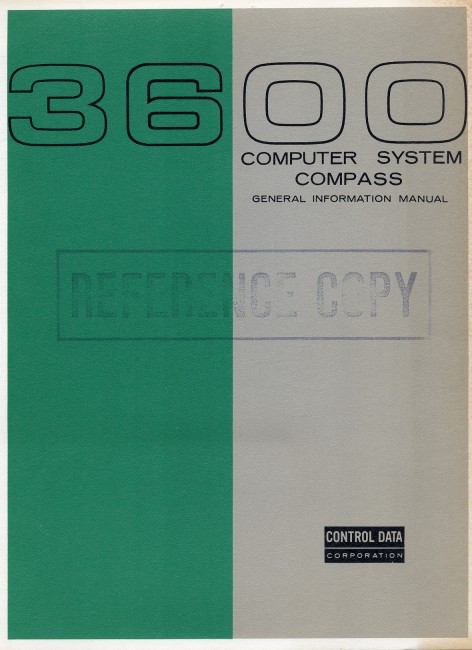 3600
COMPUTER SYSTEM
COMPASS
GENERAL INFORMATION MANUAL
REFERENCE COPY
CONTROL DATA
CORPORATION